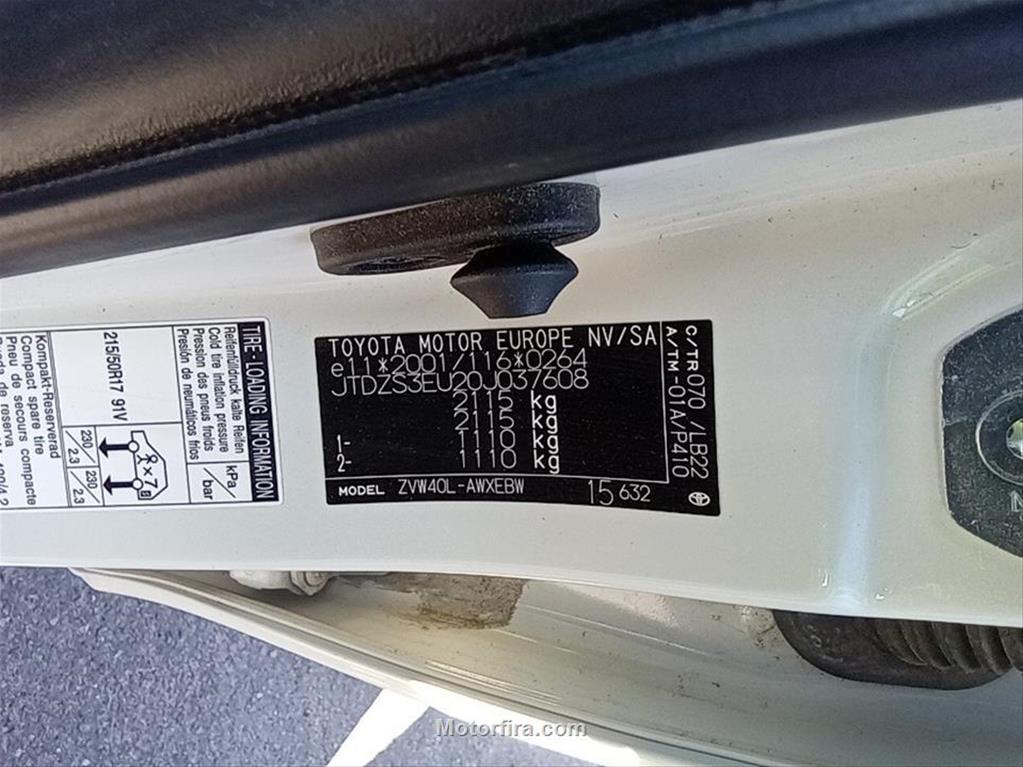 TIRE-LOADING INFORMATION
Reifenfülldruck kalte Reifen
Cold tire inflation pressure
Pression des pneus froids
Presión de neumáticos fríos
kPa
/bar
215/50R17 91V
230/2.3
230/2.3
x 7
Kompakt-Reserverad
Compact spare tire
Pneu de secours compacte
TOYOTA MOTOR EUROPE NV/SA
e11*2001/116*0264
JTDZS3EU20J037608
2115 kg
2115 kg
1- 1110 kg
2- 1110 kg
MODEL ZVW40L-AWXEBW 15 632
C/TR 070 /LB22
A/TM -01A/P410
Motorfira.com